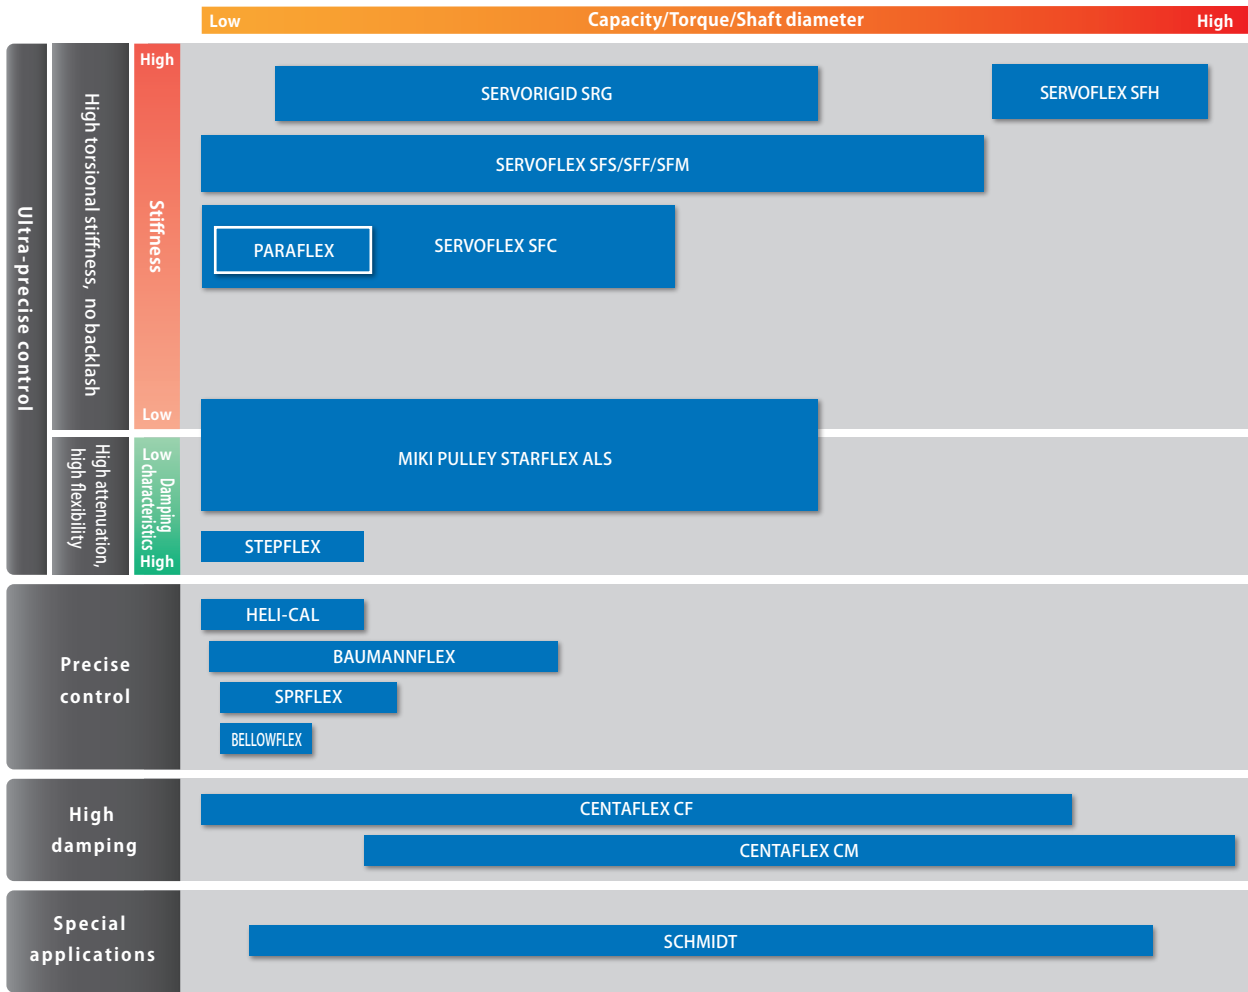 Low
Capacity/Torque/Shaft diameter
High
Ultra-precise control
High torsional stiffness, no backlash
High
Stiffness
Low
SERVORIGID SRG
SERVOFLEX SFH
SERVOFLEX SFS/SFF/SFM
PARAFLEX
SERVOFLEX SFC
High attenuation,
high flexibility
Low
Damping
characteristics
High
MIKI PULLEY STARFLEX ALS
STEPFLEX
Precise
control
HELI-CAL
BAUMANNFLEX
SPRFLEX
BELLOWFLEX
High
damping
CENTAFLEX CF
CENTAFLEX CM
Special
applications
SCHMIDT